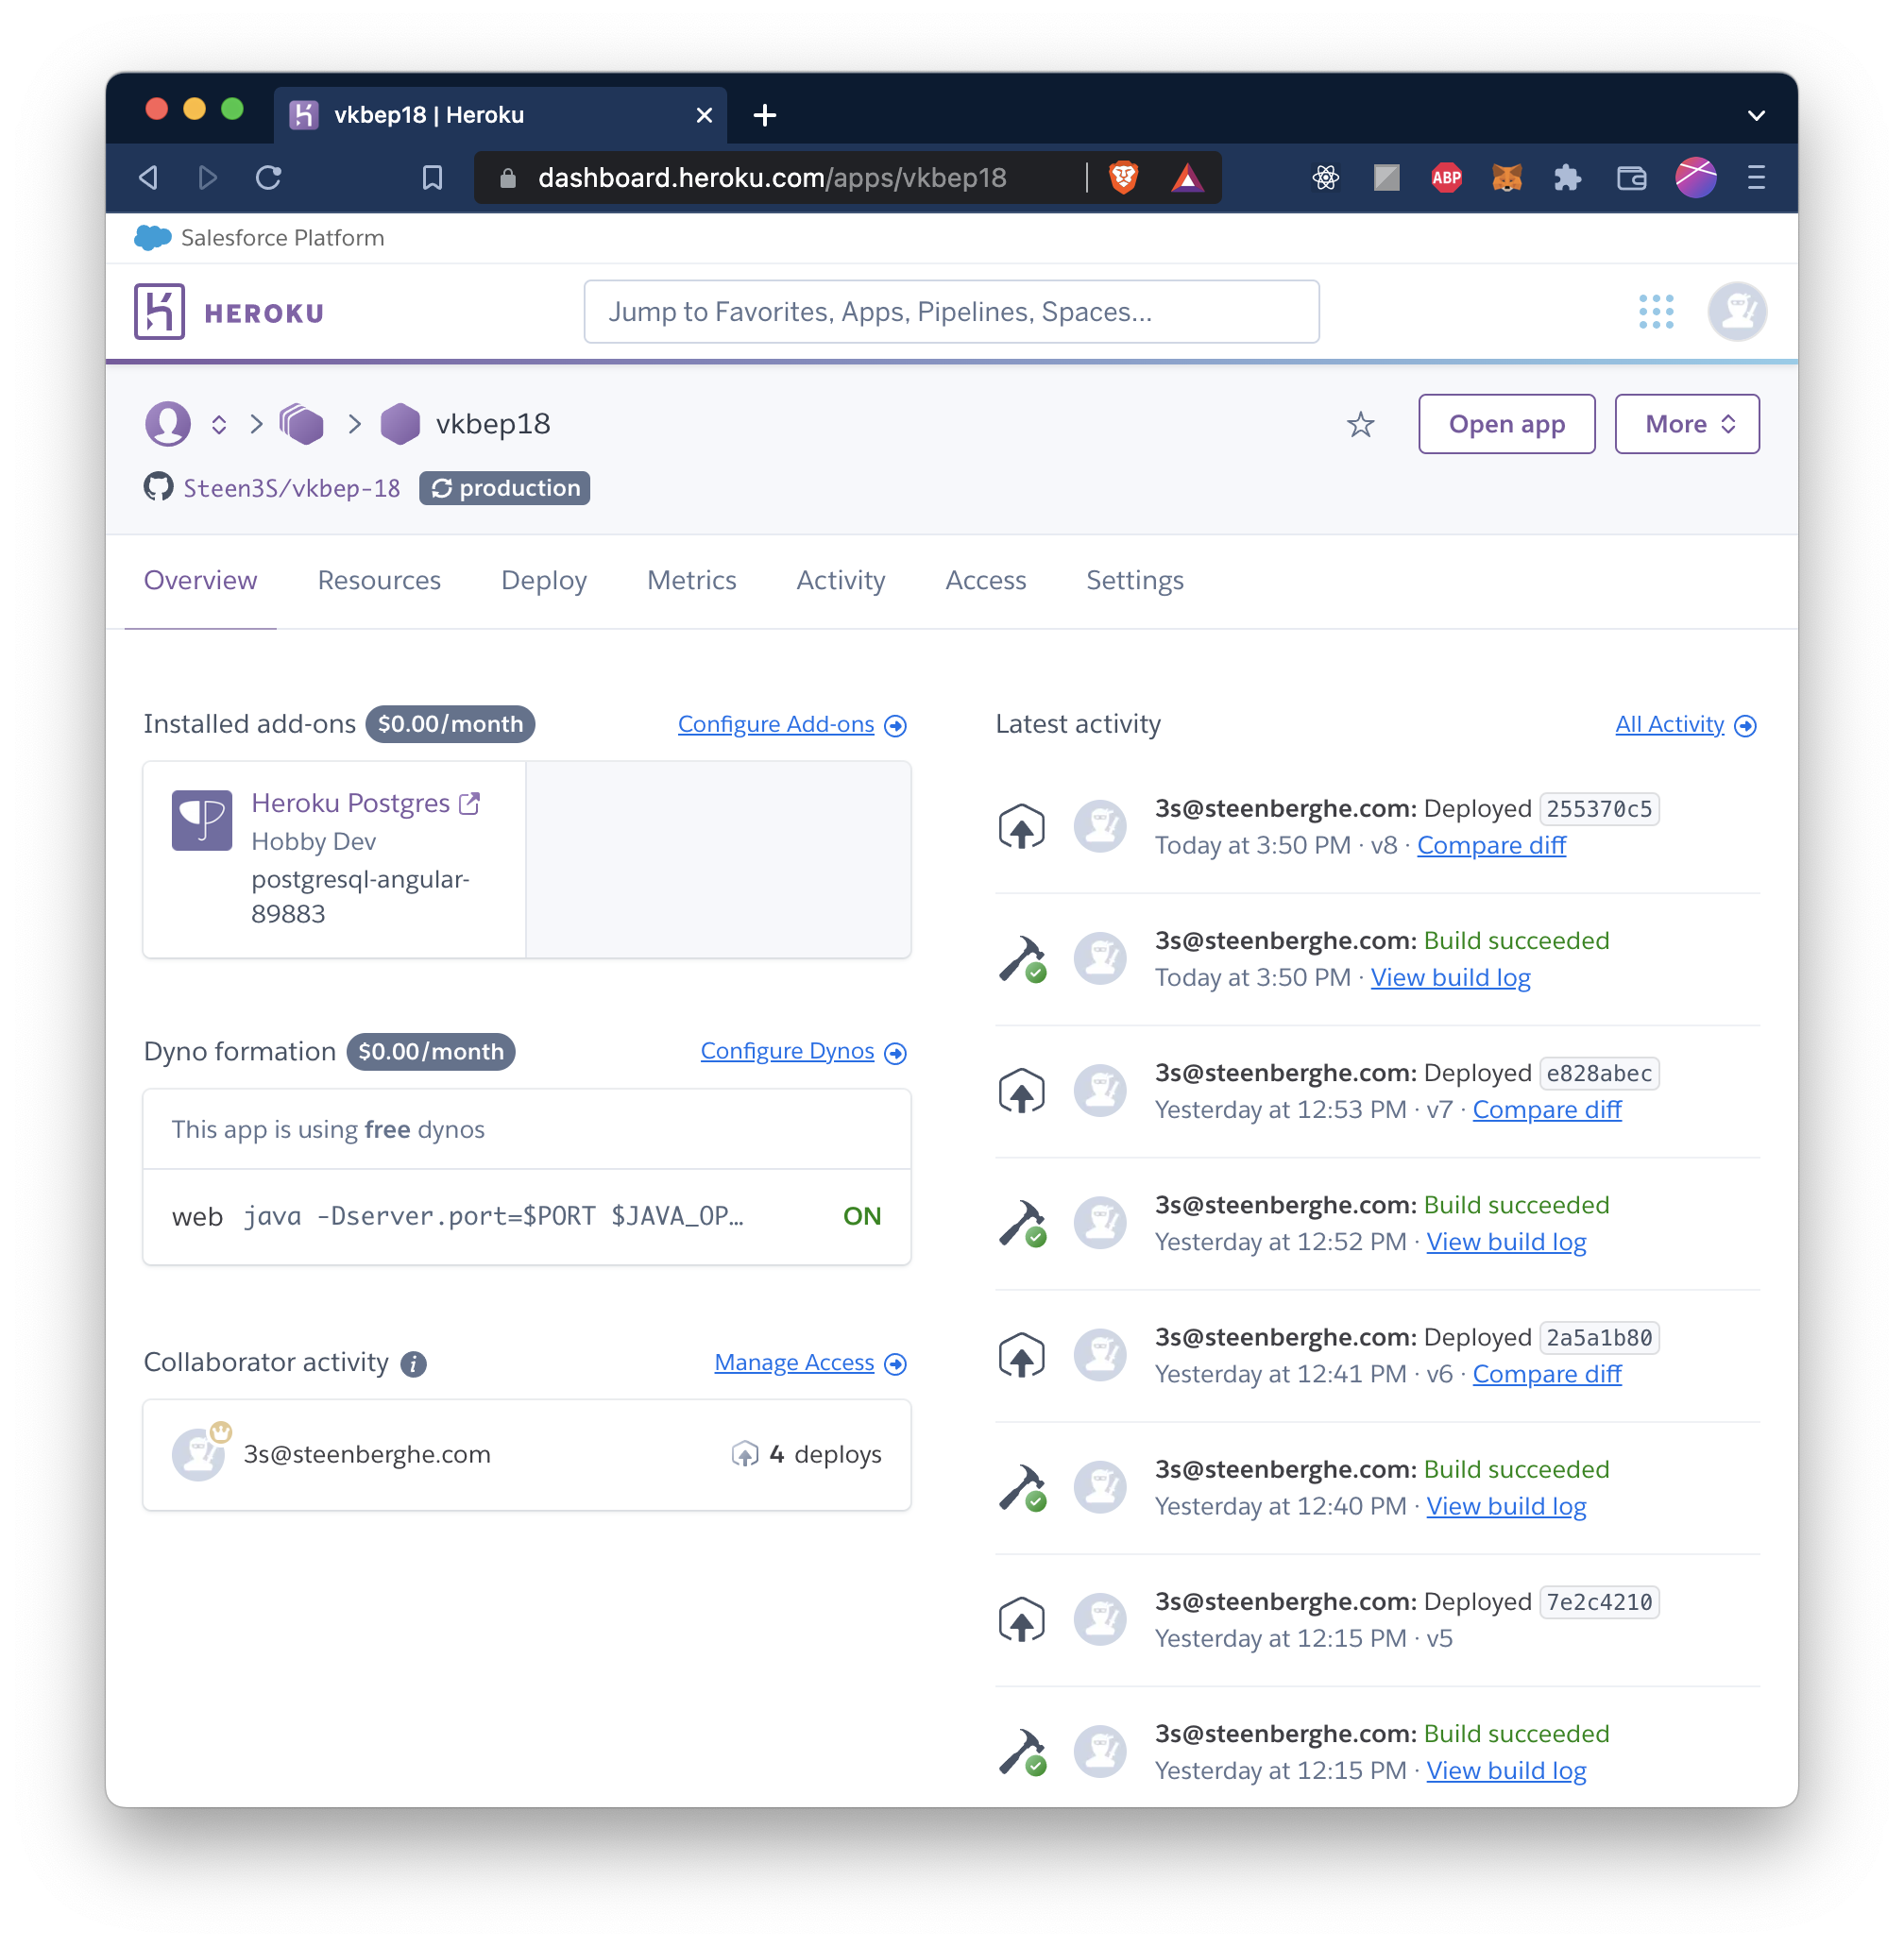 vkbep18 | Heroku
dashboard.heroku.com/apps/vkbep18
ABP
Salesforce Platform
HEROKU
Jump to Favorites, Apps, Pipelines, Spaces...
vkbep18
Open app
More
Steen3S/vkbep-18
production
Overview
Resources
Deploy
Metrics
Activity
Access
Settings
Installed add-ons $0.00/month
Configure Add-ons
Heroku Postgres
Hobby Dev
postgresql-angular-
89883
Dyno formation $0.00/month
Configure Dynos
This app is using free dynos
web java -Dserver.port=$PORT $JAVA_OP… ON
Collaborator activity
Manage Access
3s@steenberghe.com
4 deploys
Latest activity
All Activity
3s@steenberghe.com: Deployed 255370c5
Today at 3:50 PM · v8 · Compare diff
3s@steenberghe.com: Build succeeded
Today at 3:50 PM · View build log
3s@steenberghe.com: Deployed e828abec
Yesterday at 12:53 PM · v7 · Compare diff
3s@steenberghe.com: Build succeeded
Yesterday at 12:52 PM · View build log
3s@steenberghe.com: Deployed 2a5a1b80
Yesterday at 12:41 PM · v6 · Compare diff
3s@steenberghe.com: Build succeeded
Yesterday at 12:40 PM · View build log
3s@steenberghe.com: Deployed 7e2c4210
Yesterday at 12:15 PM · v5
3s@steenberghe.com: Build succeeded
Yesterday at 12:15 PM · View build log